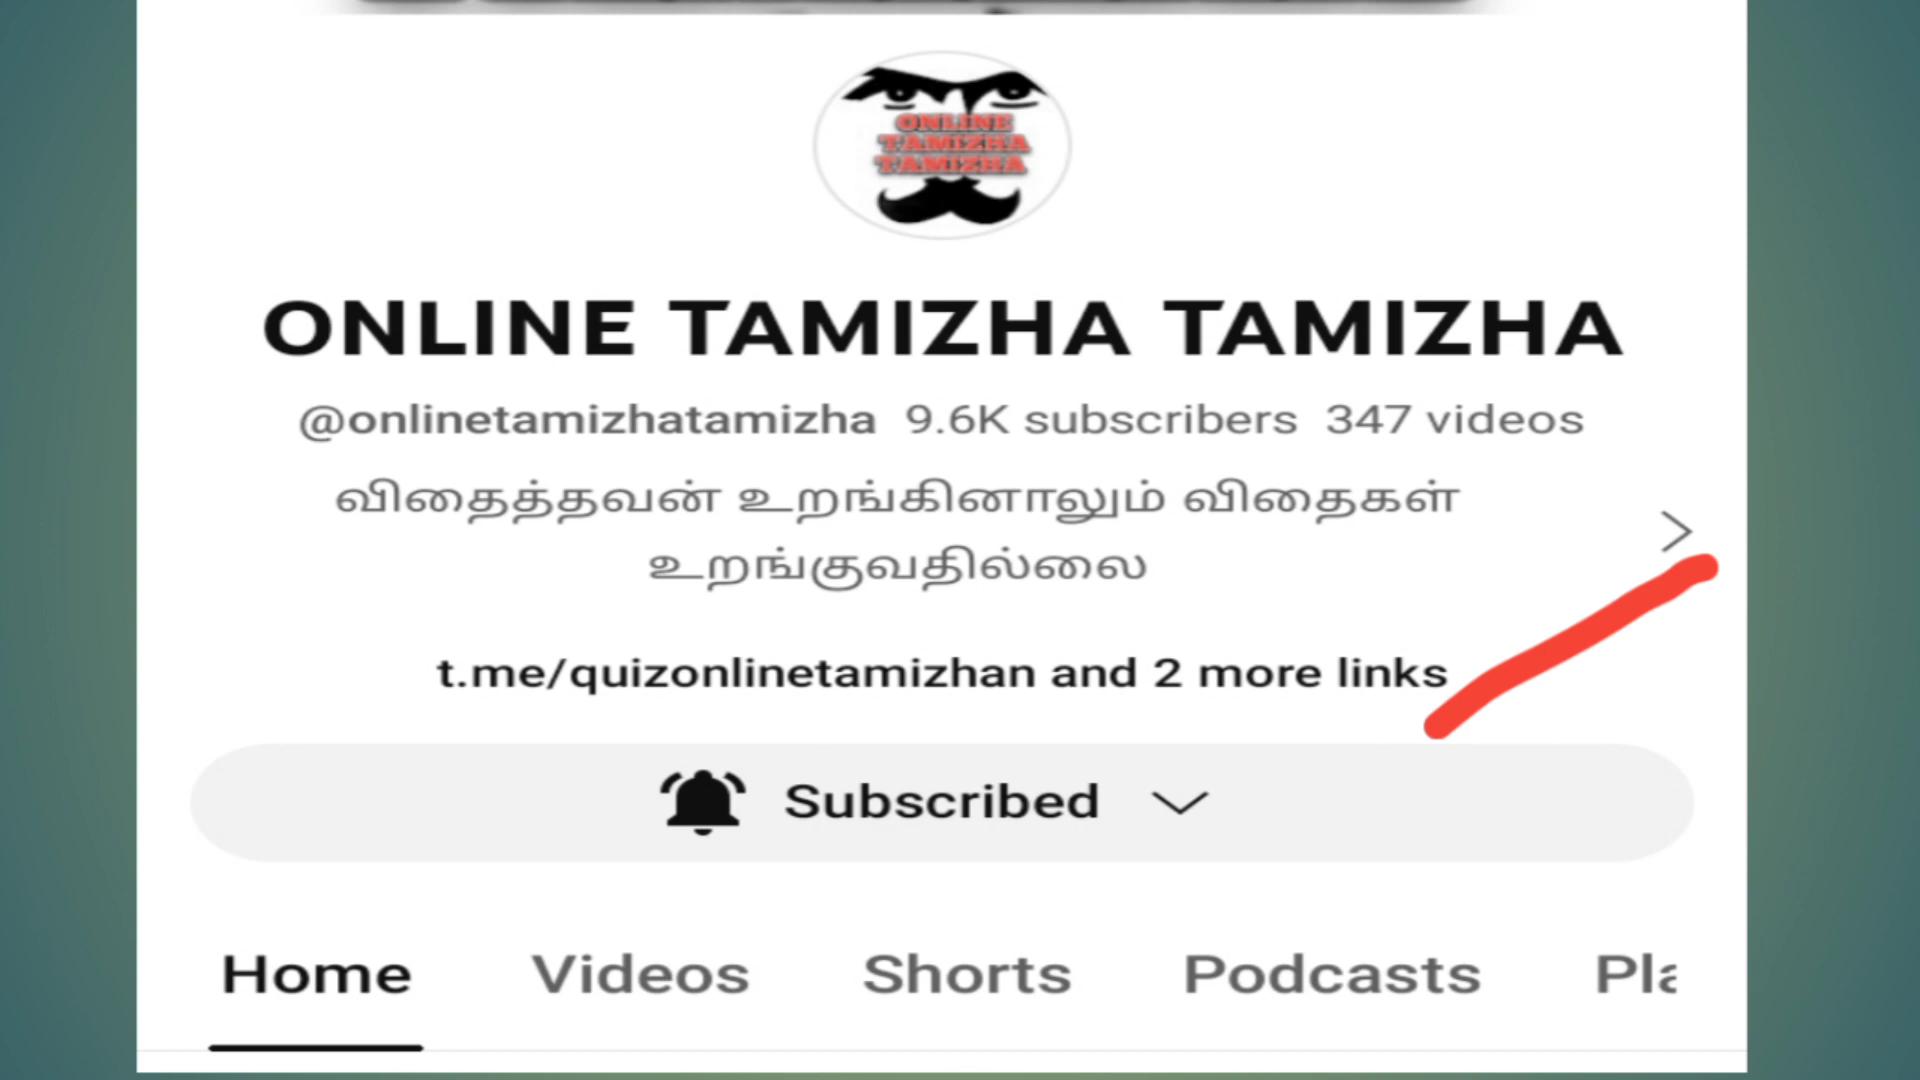 ONLINE
TAMIZHA
TAMIZHA
ONLINE TAMIZHA TAMIZHA
@onlinetamizhatamizha 9.6K subscribers 347 videos
விதைத்தவன் உறங்கினாலும் விதைகள்
உறங்குவதில்லை
t.me/quizonlinetamizhan and 2 more links
Subscribed
Home Videos Shorts Podcasts Pla